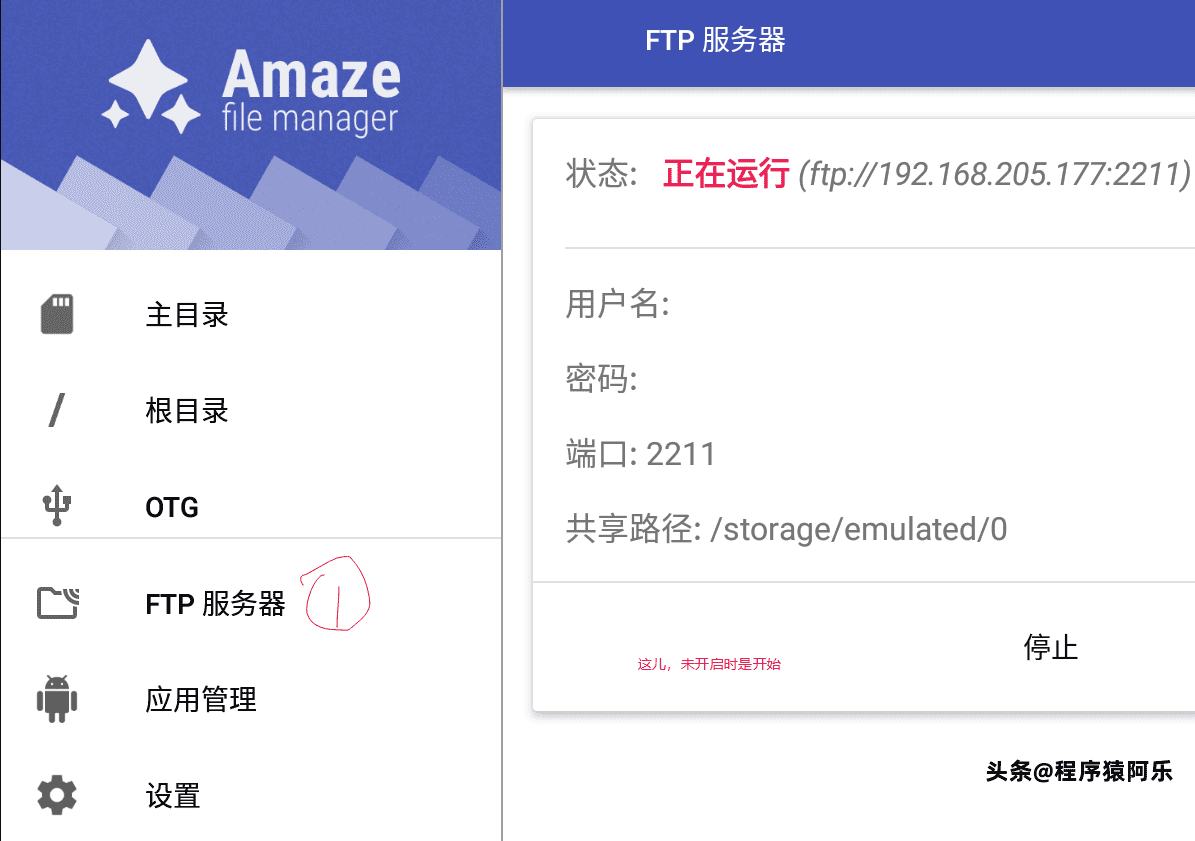 Amaze
file manager
主目录
根目录
OTG
FTP 服务器
①
应用管理
设置
FTP 服务器
状态: 正在运行 (ftp://192.168.205.177:2211)
用户名:
密码:
端口: 2211
共享路径: /storage/emulated/0
这儿，未开启时是开始
停止
头条@程序猿阿乐